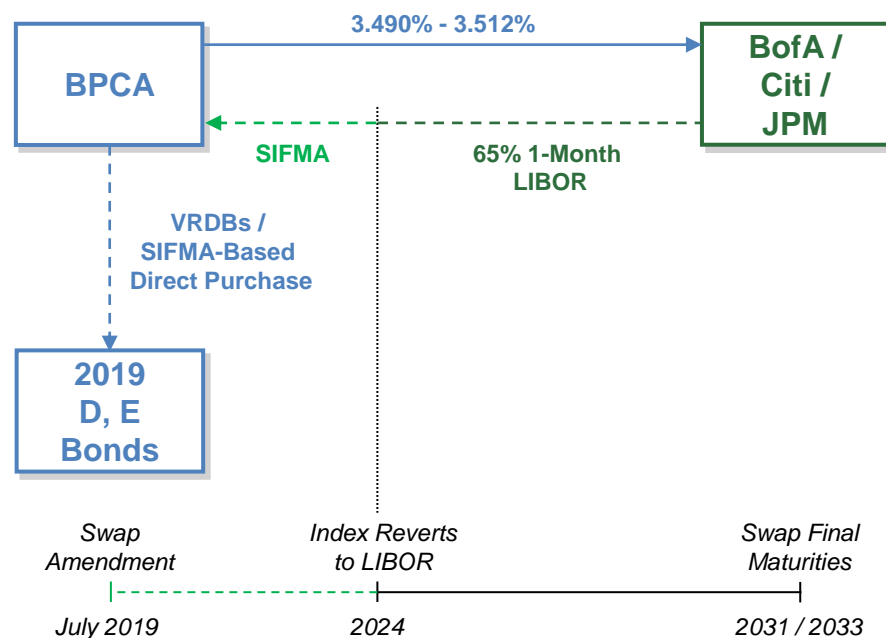 3.490% - 3.512%
BPCA
BofA /
Citi /
JPM
SIFMA
65% 1-Month
LIBOR
VRDBs /
SIFMA-Based
Direct Purchase
2019
D, E
Bonds
Swap
Amendment
Index Reverts
to LIBOR
Swap Final
Maturities
July 2019
2024
2031 / 2033